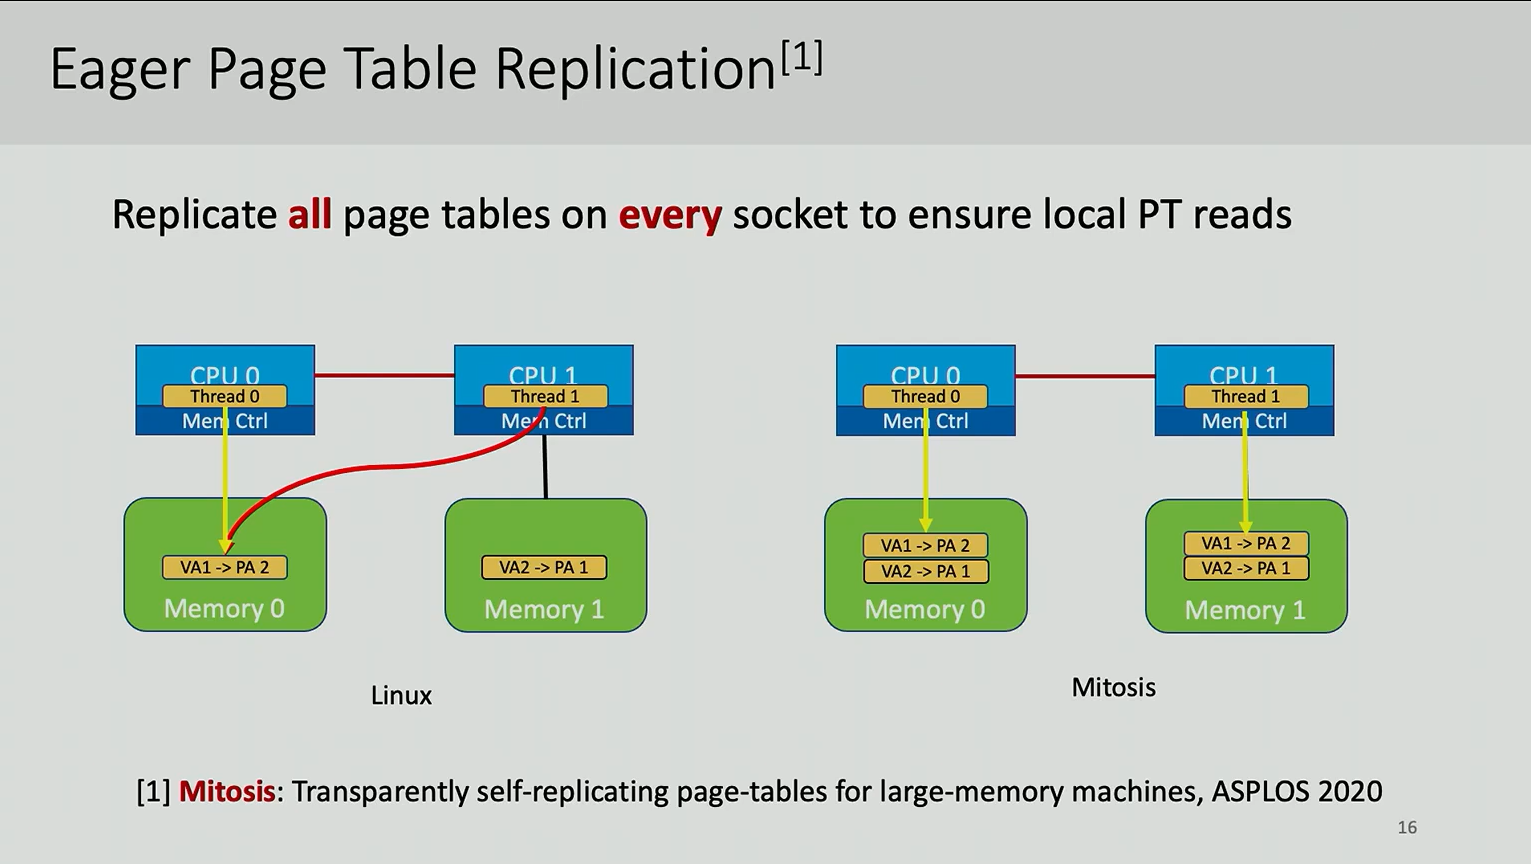 Eager Page Table Replication[1]
Replicate all page tables on every socket to ensure local PT reads
CPU 0
Thread 0
Mem Ctrl
CPU 1
Thread 1
Mem Ctrl
VA1 -> PA 2
Memory 0
VA2 -> PA 1
Memory 1
Linux
CPU 0
Thread 0
Mem Ctrl
CPU 1
Thread 1
Mem Ctrl
VA1 -> PA 2
VA2 -> PA 1
Memory 0
VA1 -> PA 2
VA2 -> PA 1
Memory 1
Mitosis
[1] Mitosis: Transparently self-replicating page-tables for large-memory machines, ASPLOS 2020
16